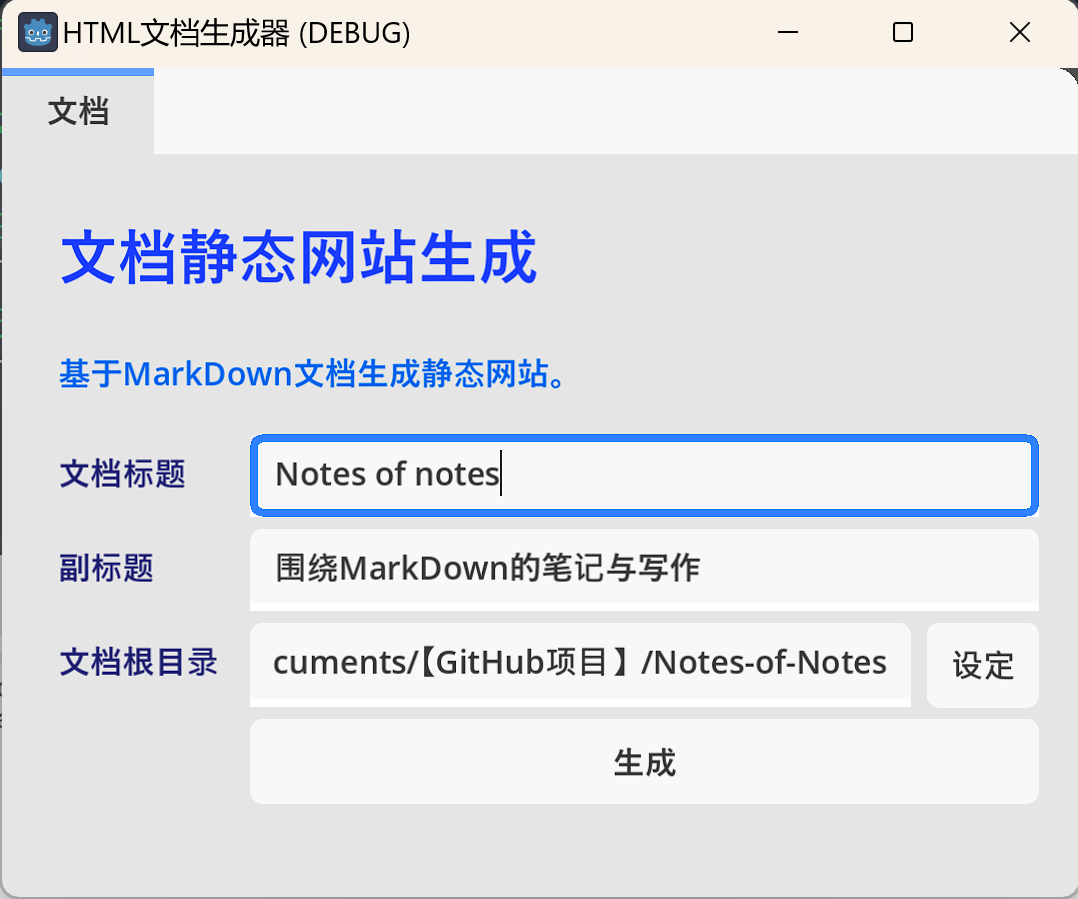 HTML文档生成器 (DEBUG)
文档
文档静态网站生成
基于MarkDown文档生成静态网站。
文档标题 Notes of notes
副标题 围绕MarkDown的笔记与写作
文档根目录 cuments/【GitHub项目】/Notes-of-Notes 设定
生成